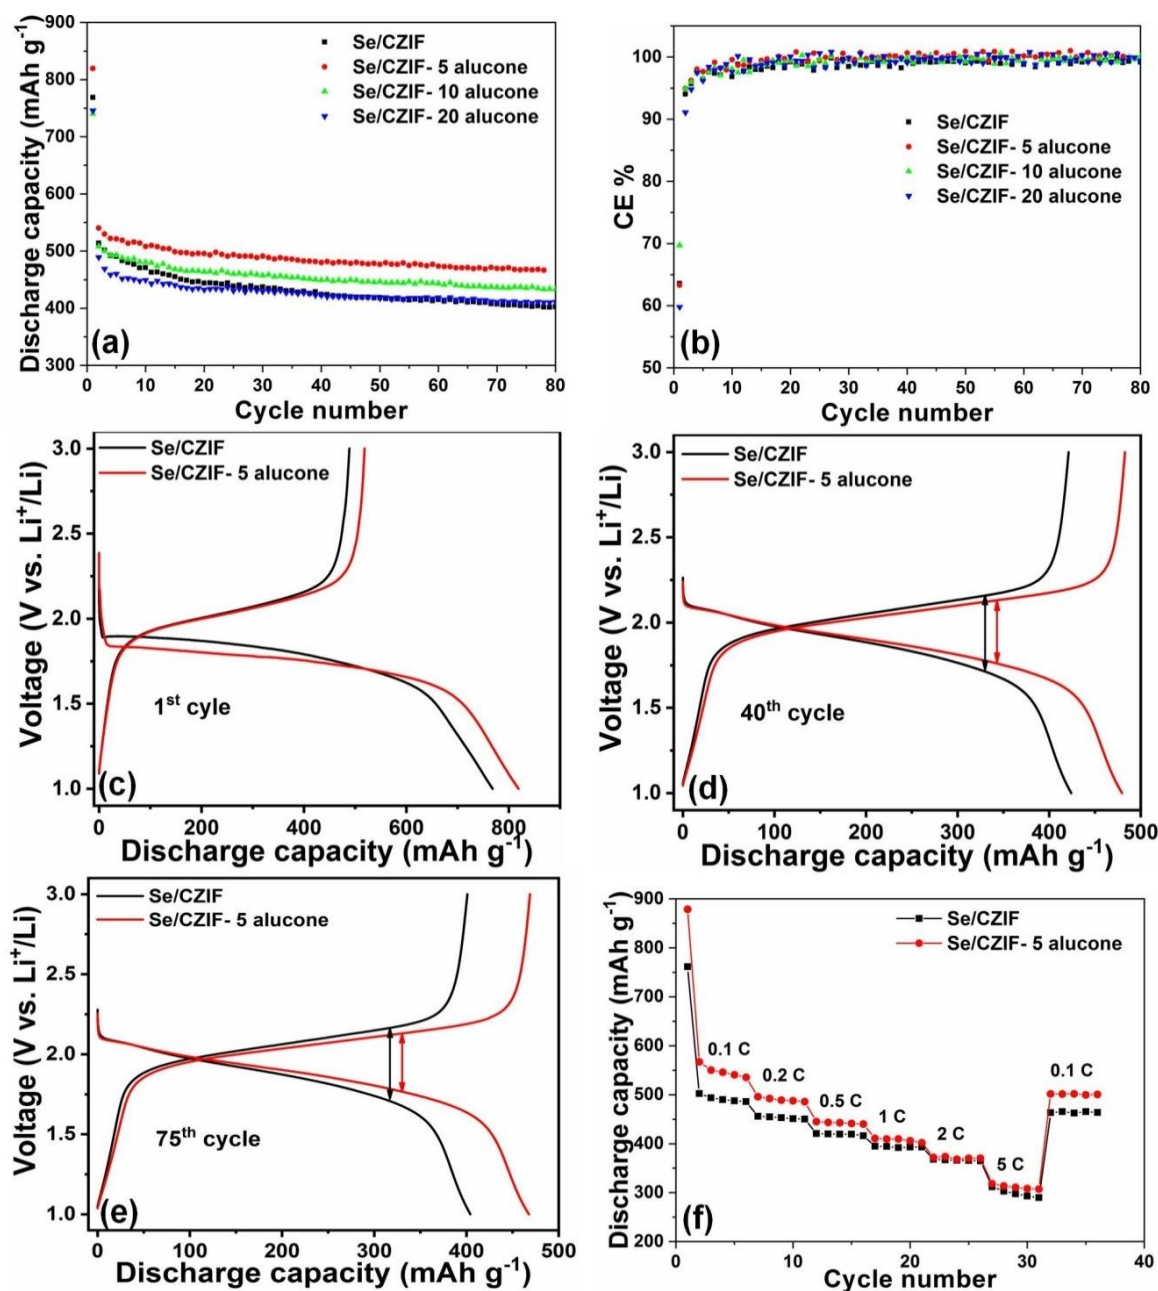 900
800
700
600
500
400
300
0 10 20 30 40 50 60 70 80
Discharge capacity (mAh g⁻¹)
Cycle number
Se/CZIF
Se/CZIF- 5 alucone
Se/CZIF- 10 alucone
Se/CZIF- 20 alucone
(a)
100
90
80
70
60
50
0 10 20 30 40 50 60 70 80
CE %
Cycle number
Se/CZIF
Se/CZIF- 5 alucone
Se/CZIF- 10 alucone
Se/CZIF- 20 alucone
(b)
3.0
2.5
2.0
1.5
1.0
0 200 400 600 800
Voltage (V vs. Li⁺/Li)
Discharge capacity (mAh g⁻¹)
Se/CZIF
Se/CZIF- 5 alucone
1ˢᵗ cyle
(c)
3.0
2.5
2.0
1.5
1.0
0 100 200 300 400 500
Voltage (V vs. Li⁺/Li)
Discharge capacity (mAh g⁻¹)
Se/CZIF
Se/CZIF- 5 alucone
40ᵗʰ cycle
(d)
3.0
2.5
2.0
1.5
1.0
0 100 200 300 400 500
Voltage (V vs. Li⁺/Li)
Discharge capacity (mAh g⁻¹)
Se/CZIF
Se/CZIF- 5 alucone
75ᵗʰ cycle
(e)
900
800
700
600
500
400
300
200
0 10 20 30 40
Discharge capacity (mAh g⁻¹)
Cycle number
Se/CZIF
Se/CZIF- 5 alucone
0.1 C
0.2 C
0.5 C
1 C
2 C
5 C
0.1 C
(f)